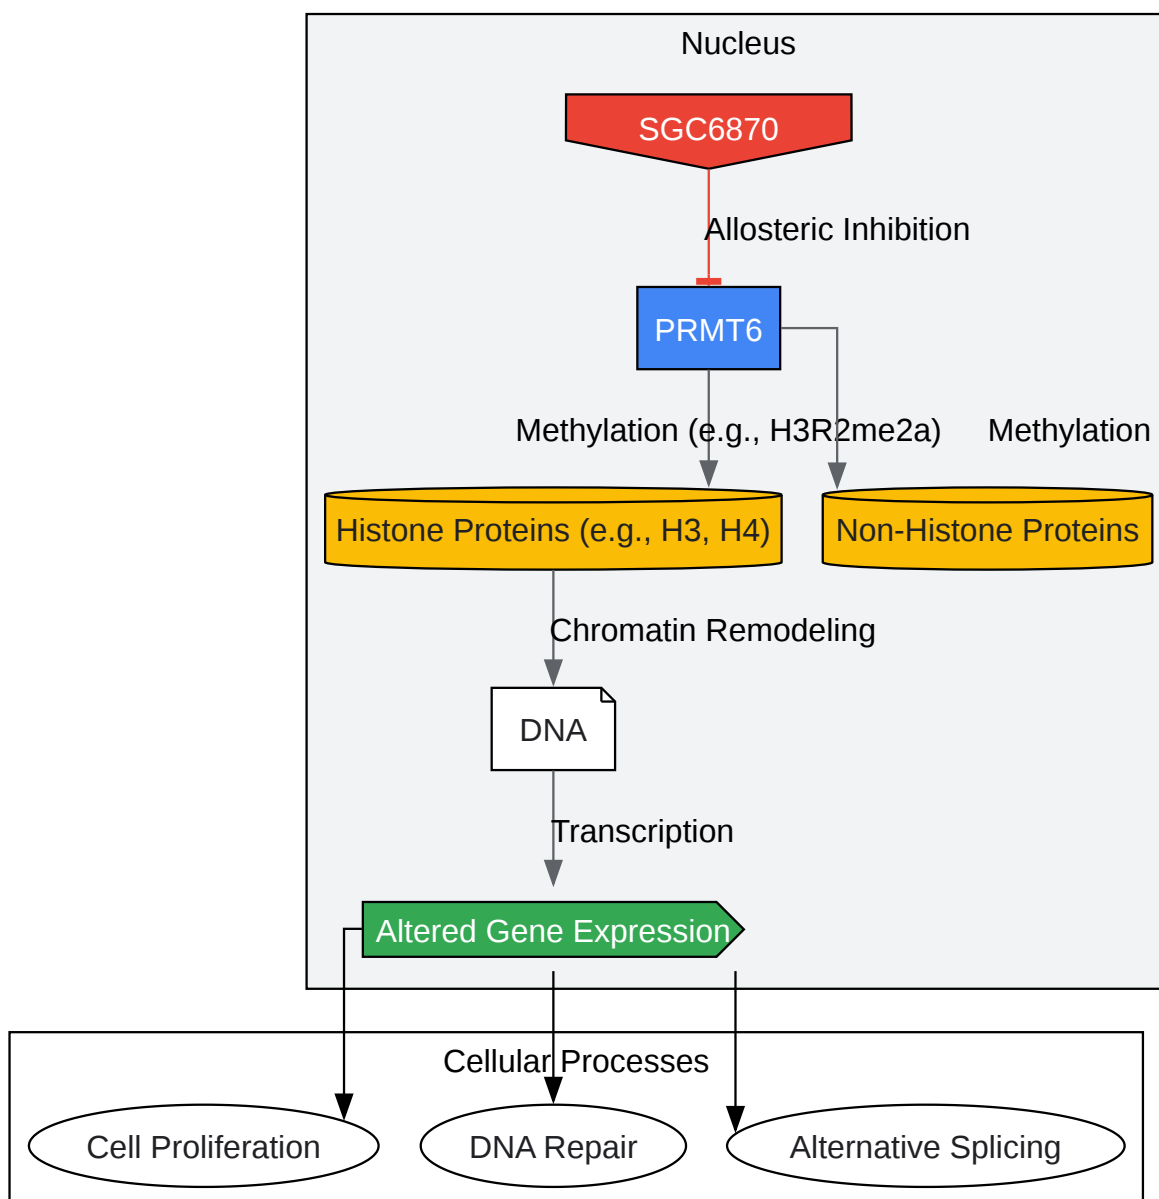 Nucleus
SGC6870
Allosteric Inhibition
PRMT6
Methylation (e.g., H3R2me2a)
Methylation
Histone Proteins (e.g., H3, H4)
Non-Histone Proteins
Chromatin Remodeling
DNA
Transcription
Altered Gene Expression
Cellular Processes
Cell Proliferation
DNA Repair
Alternative Splicing